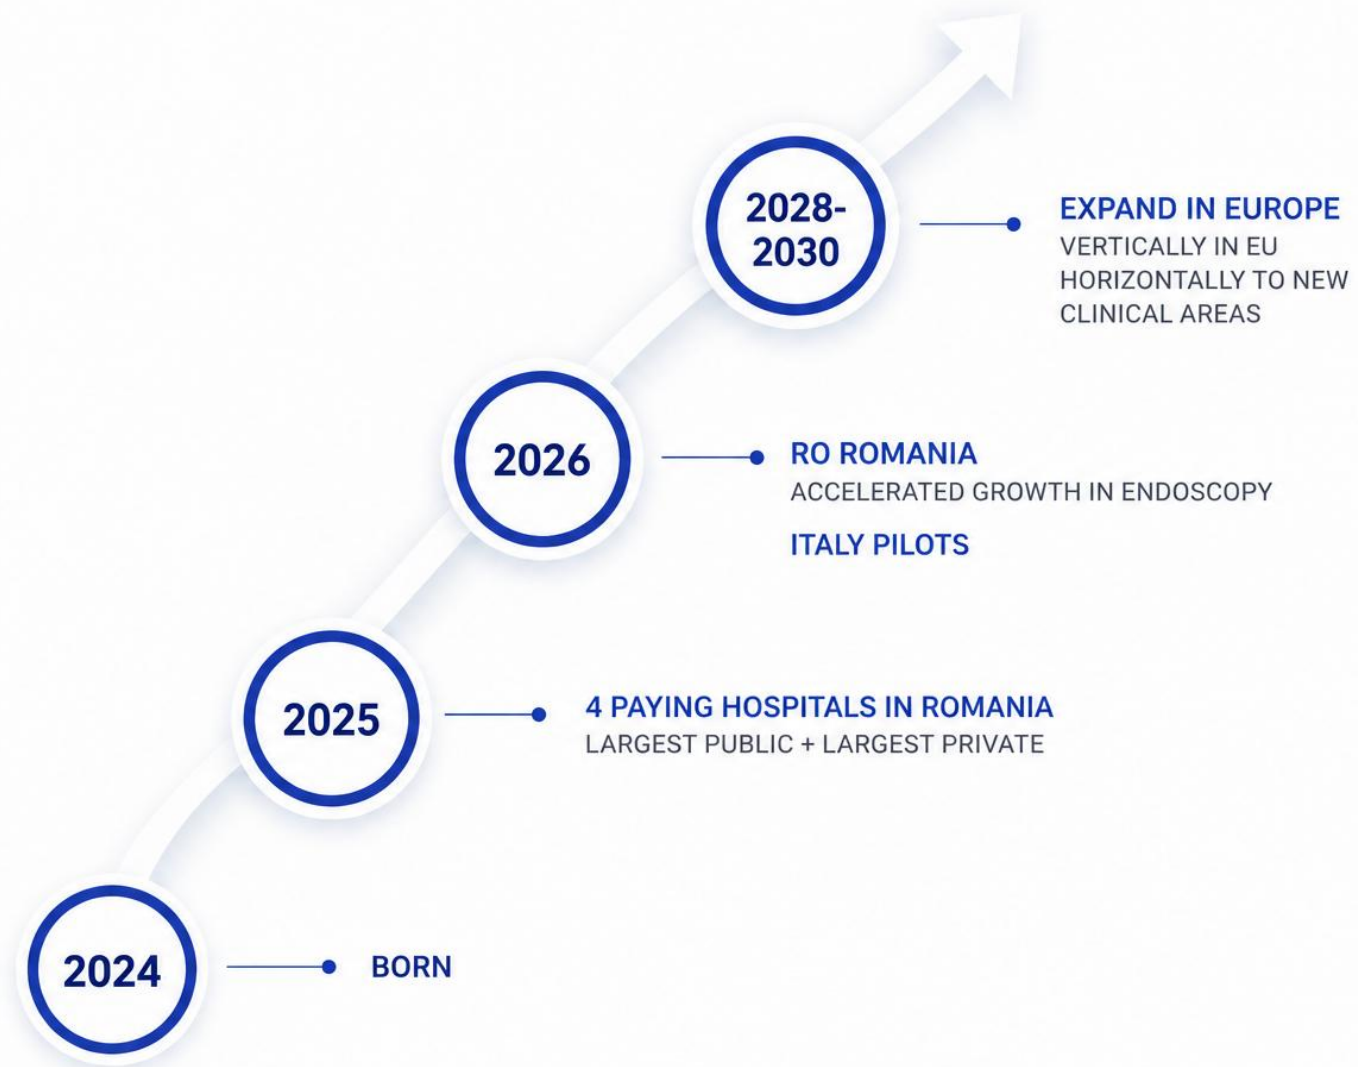 2028-
2030
EXPAND IN EUROPE
VERTICALLY IN EU
HORIZONTALLY TO NEW
CLINICAL AREAS
2026
RO ROMANIA
ACCELERATED GROWTH IN ENDOSCOPY
ITALY PILOTS
2025
4 PAYING HOSPITALS IN ROMANIA
LARGEST PUBLIC + LARGEST PRIVATE
2024
BORN